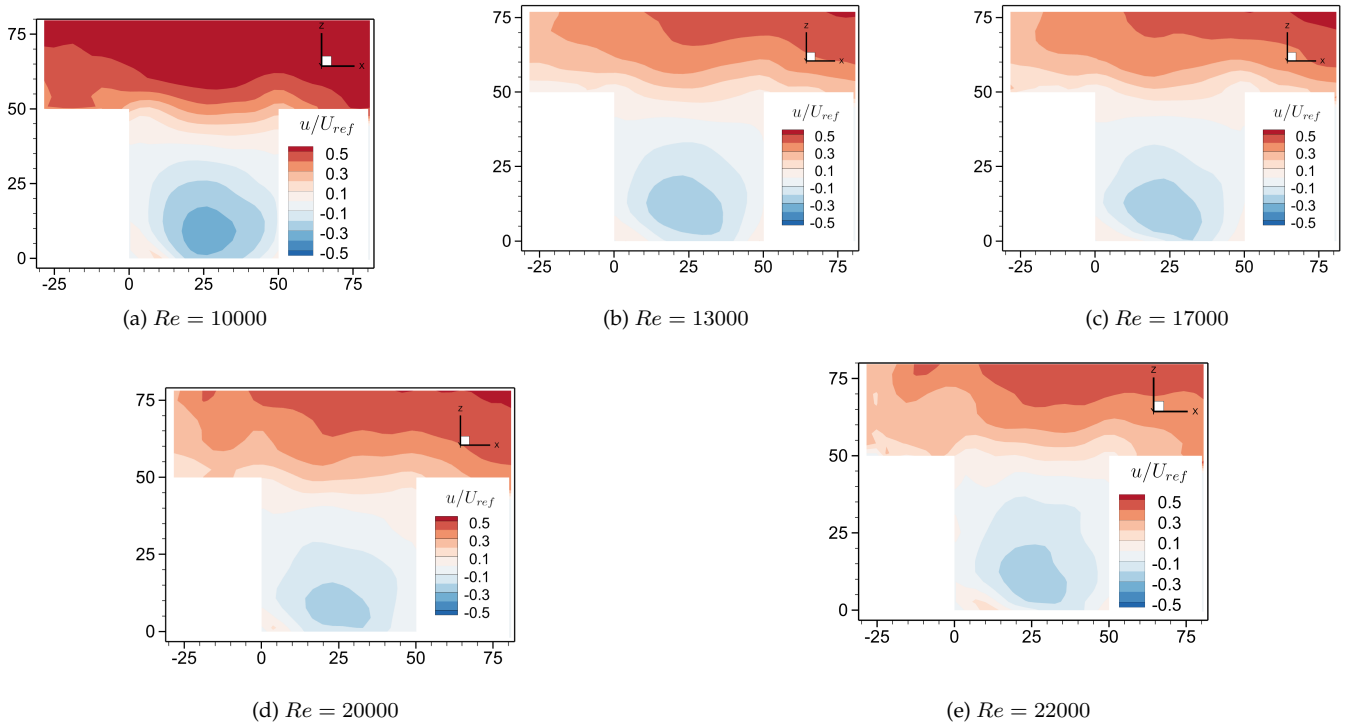 75
50
25
0
-25 0 25 50 75
z
x
u/U_ref
0.5
0.3
0.1
-0.1
-0.3
-0.5
(a) Re = 10000
75
50
25
0
-25 0 25 50 75
z
x
u/U_ref
0.5
0.3
0.1
-0.1
-0.3
-0.5
(b) Re = 13000
75
50
25
0
-25 0 25 50 75
z
x
u/U_ref
0.5
0.3
0.1
-0.1
-0.3
-0.5
(c) Re = 17000
75
50
25
0
-25 0 25 50 75
z
x
u/U_ref
0.5
0.3
0.1
-0.1
-0.3
-0.5
(d) Re = 20000
75
50
25
0
-25 0 25 50 75
z
x
u/U_ref
0.5
0.3
0.1
-0.1
-0.3
-0.5
(e) Re = 22000